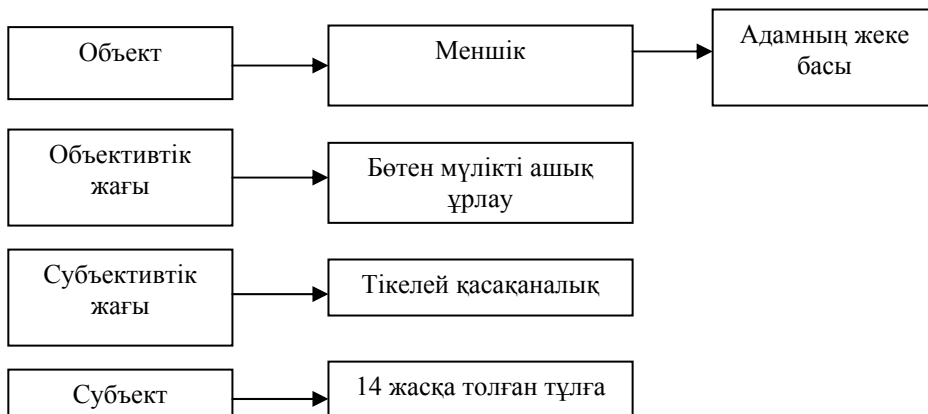 Объект
Меншік
Адамның жеке
басы
Объективтік
жағы
Бөтен мүлікті ашық
ұрлау
Субъективтік
жағы
Тікелей қасақаналық
Субъект
14 жасқа толған тұлға